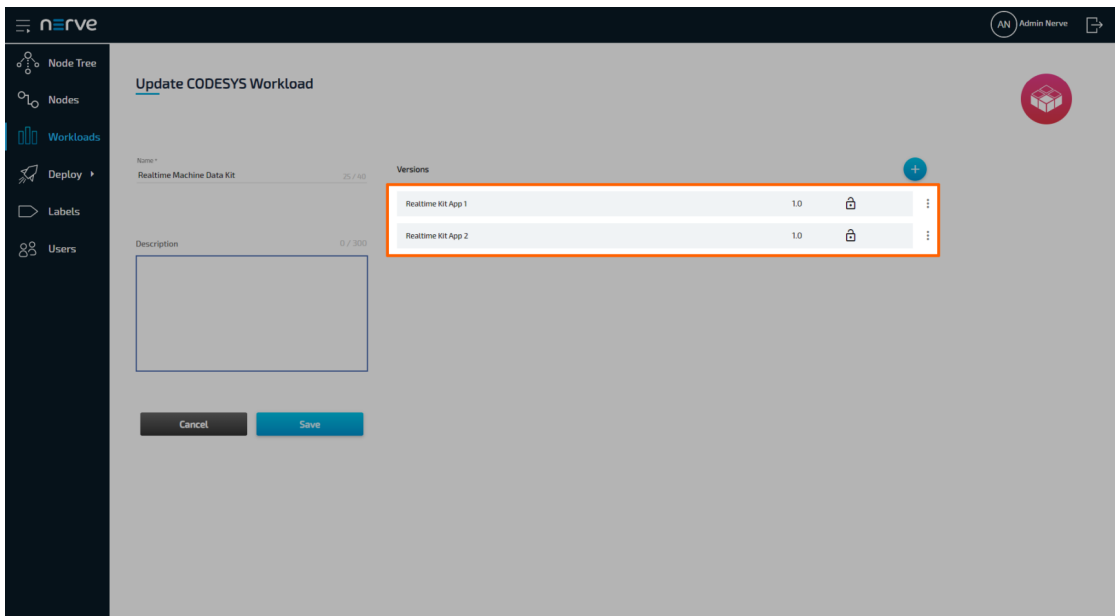 nerve
AN Admin Nerve
Node Tree
Nodes
Workloads
Deploy
Labels
Users
Update CODESYS Workload
Name *
Realtime Machine Data Kit 25 / 40
Description 0 / 300
Cancel Save
Versions +
Realtime Kit App 1 1.0
Realtime Kit App 2 1.0